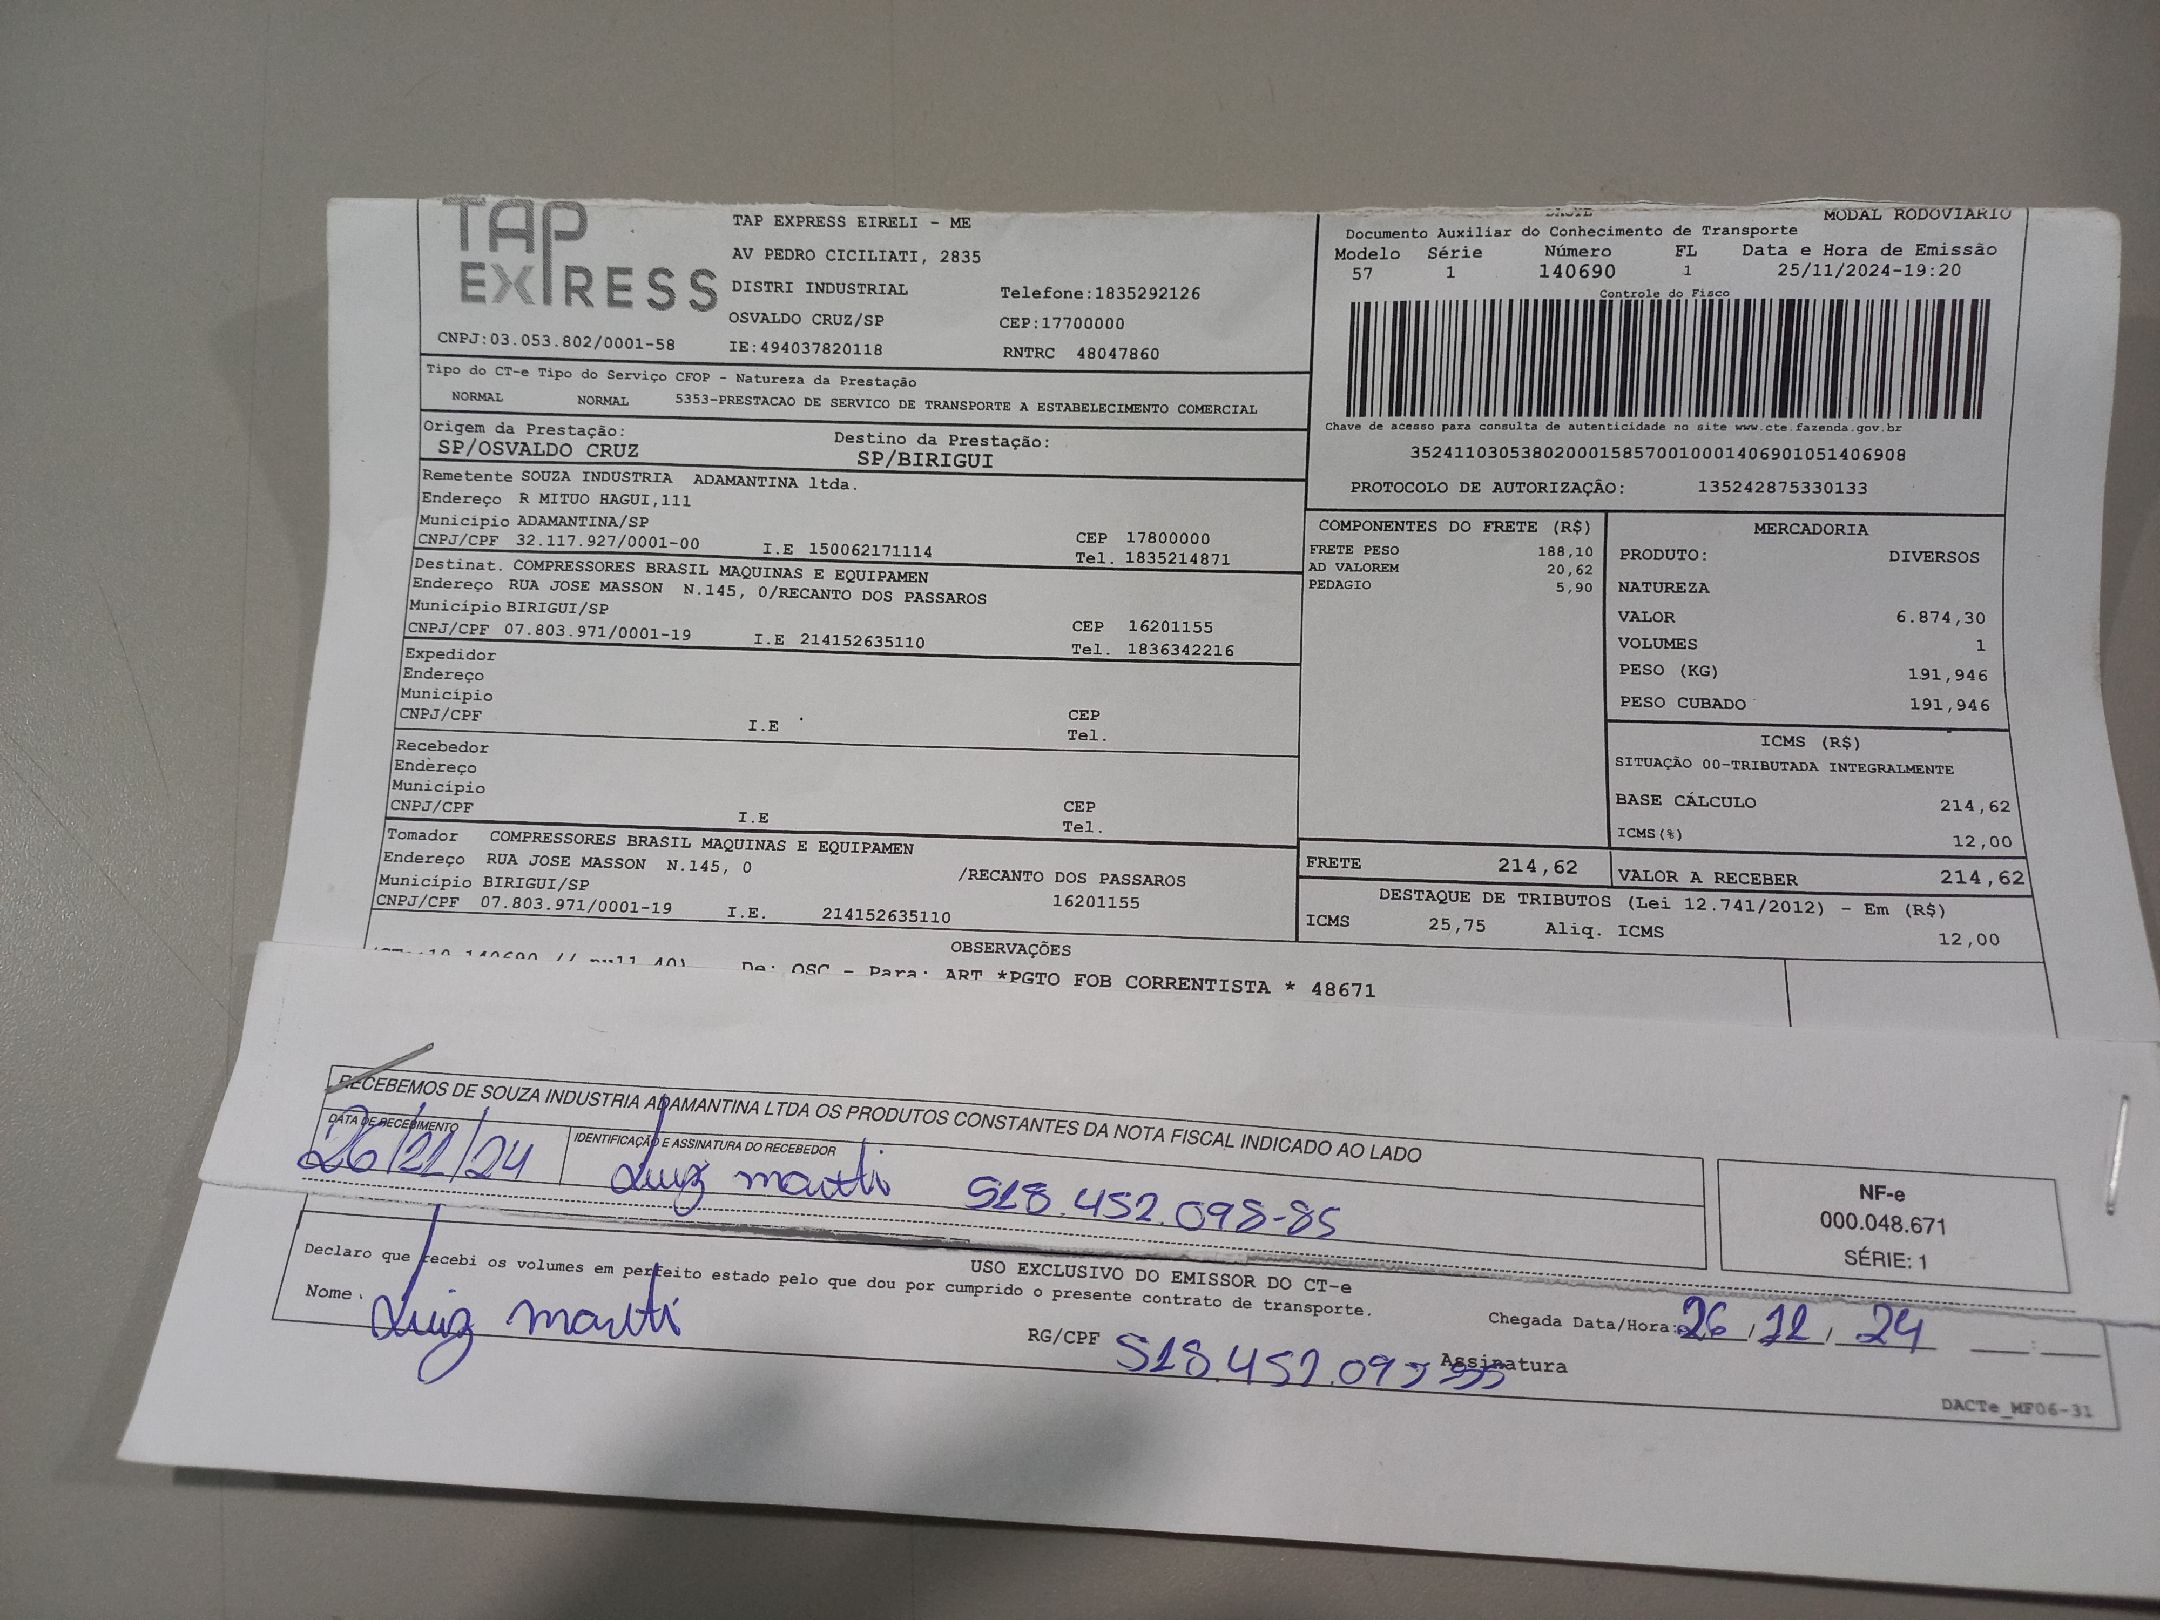 TAP
EXPRESS
TAP EXPRESS EIRELI - ME
AV PEDRO CICILIATI, 2835
DISTRI INDUSTRIAL Telefone:1835292126
OSVALDO CRUZ/SP CEP:17700000
CNPJ:03.053.802/0001-58 IE:494037820118 RNTRC 48047860
MODAL RODOVIARIO
Documento Auxiliar do Conhecimento de Transporte
Modelo Série Número FL Data e Hora de Emissão
57 1 140690 1 25/11/2024-19:20
Controle do Fisco
Chave de acesso para consulta de autenticidade no site www.cte.fazenda.gov.br
35241103053802000158570010001406901051406908
PROTOCOLO DE AUTORIZAÇÃO: 135242875330133
Tipo do CT-e Tipo do Serviço CFOP - Natureza da Prestação
NORMAL NORMAL 5353-PRESTACAO DE SERVICO DE TRANSPORTE A ESTABELECIMENTO COMERCIAL
Origem da Prestação: Destino da Prestação:
SP/OSVALDO CRUZ SP/BIRIGUI
Remetente SOUZA INDUSTRIA ADAMANTINA ltda.
Endereço R MITUO HAGUI,111
Municipio ADAMANTINA/SP CEP 17800000
CNPJ/CPF 32.117.927/0001-00 I.E 150062171114 Tel. 1835214871
Destinat. COMPRESSORES BRASIL MAQUINAS E EQUIPAMEN
Endereço RUA JOSE MASSON N.145, 0/RECANTO DOS PASSAROS
Município BIRIGUI/SP CEP 16201155
CNPJ/CPF 07.803.971/0001-19 I.E 214152635110 Tel. 1836342216
Expedidor
Endereço
Município
CNPJ/CPF I.E CEP
Tel.
Recebedor
Endereço
Município
CNPJ/CPF I.E CEP
Tel.
Tomador COMPRESSORES BRASIL MAQUINAS E EQUIPAMEN
Endereço RUA JOSE MASSON N.145, 0 /RECANTO DOS PASSAROS
Município BIRIGUI/SP 16201155
CNPJ/CPF 07.803.971/0001-19 I.E. 214152635110
COMPONENTES DO FRETE (R$)
FRETE PESO 188,10
AD VALOREM 20,62
PEDAGIO 5,90
MERCADORIA
PRODUTO: DIVERSOS
NATUREZA
VALOR 6.874,30
VOLUMES 1
PESO (KG) 191,946
PESO CUBADO 191,946
ICMS (R$)
SITUAÇÃO 00-TRIBUTADA INTEGRALMENTE
BASE CÁLCULO 214,62
ICMS(%) 12,00
FRETE 214,62 VALOR A RECEBER 214,62
DESTAQUE DE TRIBUTOS (Lei 12.741/2012) - Em (R$)
ICMS 25,75 Aliq. ICMS 12,00
OBSERVAÇÕES
De: OSC - Para: ART *PGTO FOB CORRENTISTA * 48671
RECEBEMOS DE SOUZA INDUSTRIA ADAMANTINA LTDA OS PRODUTOS CONSTANTES DA NOTA FISCAL INDICADO AO LADO
DATA DE RECEBIMENTO IDENTIFICAÇÃO E ASSINATURA DO RECEBEDOR
26/11/24 Luiz 518.452.098-85
NF-e
000.048.671
SÉRIE: 1
USO EXCLUSIVO DO EMISSOR DO CT-e
Declaro que recebi os volumes em perfeito estado pelo que dou por cumprido o presente contrato de transporte.
Nome Luiz RG/CPF 518.452.09 Chegada Data/Hora: 26/11/24 __:__
Assinatura
DACTe_MF06-31